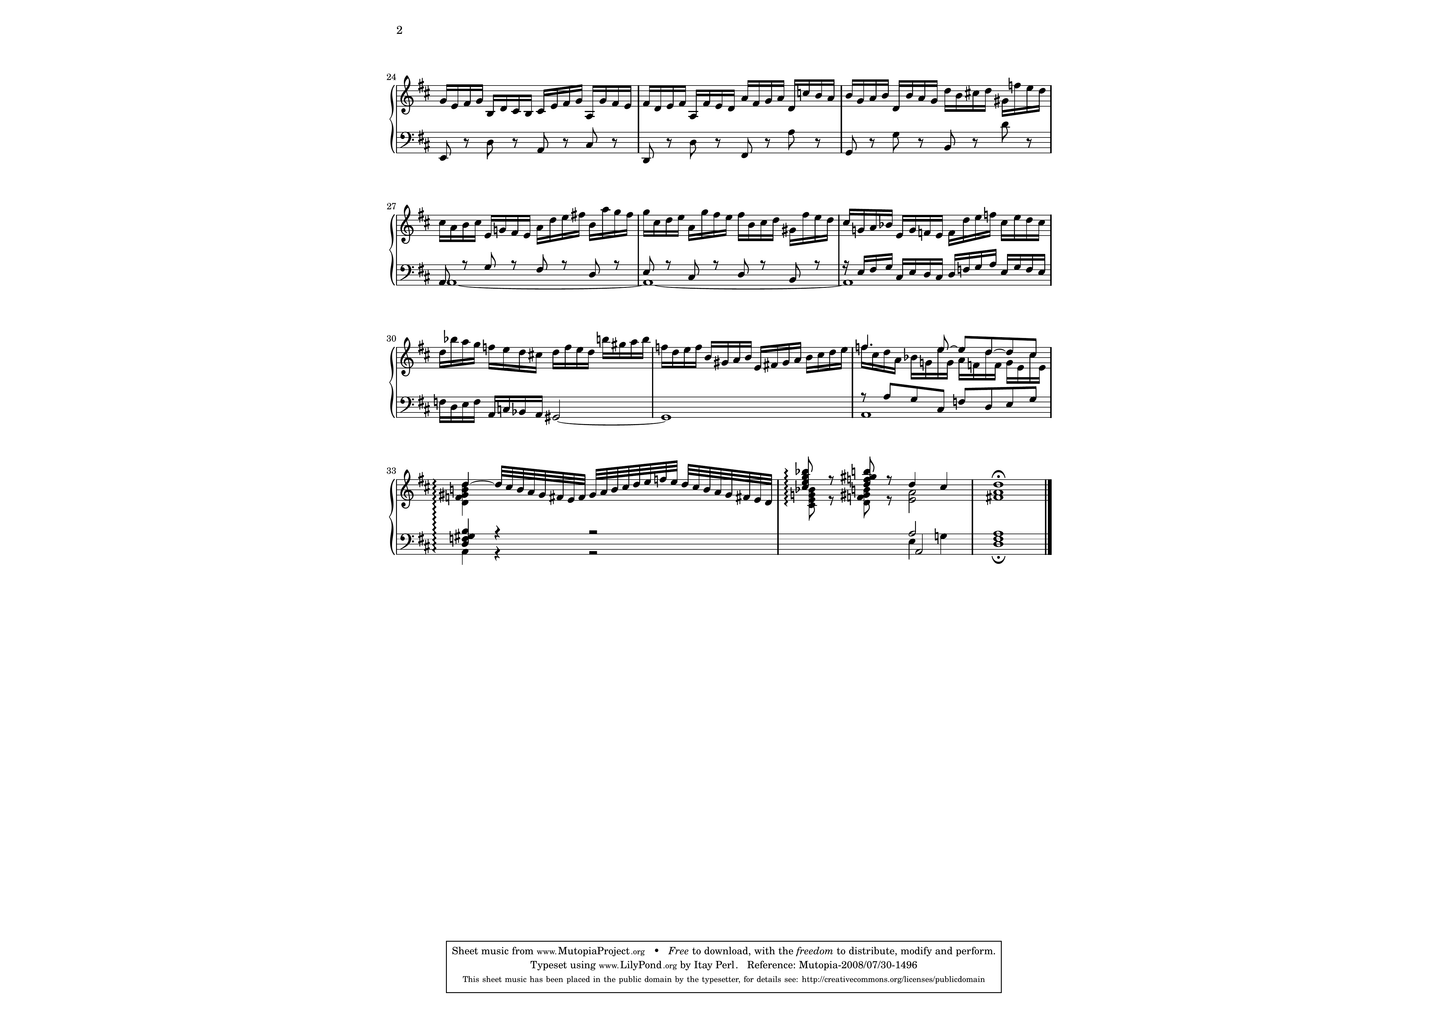 2
24
27
30
33
Sheet music from www.MutopiaProject.org • Free to download, with the freedom to distribute, modify and perform.
Typeset using www.LilyPond.org by Itay Perl. Reference: Mutopia-2008/07/30-1496
This sheet music has been placed in the public domain by the typesetter, for details see: http://creativecommons.org/licenses/publicdomain